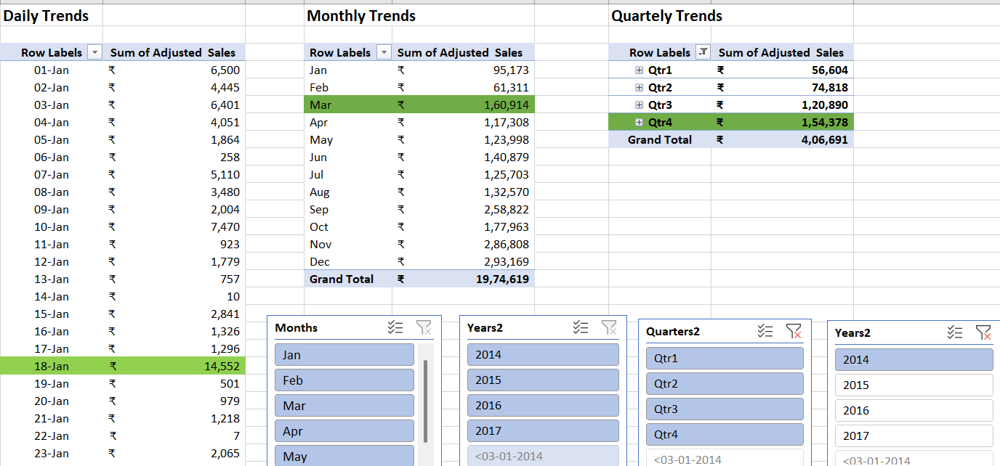 Daily Trends
Row Labels Sum of Adjusted Sales
01-Jan ₹ 6,500
02-Jan ₹ 4,445
03-Jan ₹ 6,401
04-Jan ₹ 4,051
05-Jan ₹ 1,864
06-Jan ₹ 258
07-Jan ₹ 5,110
08-Jan ₹ 3,480
09-Jan ₹ 2,004
10-Jan ₹ 7,470
11-Jan ₹ 923
12-Jan ₹ 1,779
13-Jan ₹ 757
14-Jan ₹ 10
15-Jan ₹ 2,841
16-Jan ₹ 1,326
17-Jan ₹ 1,296
18-Jan ₹ 14,552
19-Jan ₹ 501
20-Jan ₹ 979
21-Jan ₹ 1,218
22-Jan ₹ 7
23-Jan ₹ 2,065
Monthly Trends
Row Labels Sum of Adjusted Sales
Jan ₹ 95,173
Feb ₹ 61,311
Mar ₹ 1,60,914
Apr ₹ 1,17,308
May ₹ 1,23,998
Jun ₹ 1,40,879
Jul ₹ 1,25,703
Aug ₹ 1,32,570
Sep ₹ 2,58,822
Oct ₹ 1,77,963
Nov ₹ 2,86,808
Dec ₹ 2,93,169
Grand Total ₹ 19,74,619
Quartely Trends
Row Labels Sum of Adjusted Sales
Qtr1 ₹ 56,604
Qtr2 ₹ 74,818
Qtr3 ₹ 1,20,890
Qtr4 ₹ 1,54,378
Grand Total ₹ 4,06,691
Months
Jan
Feb
Mar
Apr
May
Years2
2014
2015
2016
2017
<03-01-2014
Quarters2
Qtr1
Qtr2
Qtr3
Qtr4
<03-01-2014
Years2
2014
2015
2016
2017
<03-01-2014